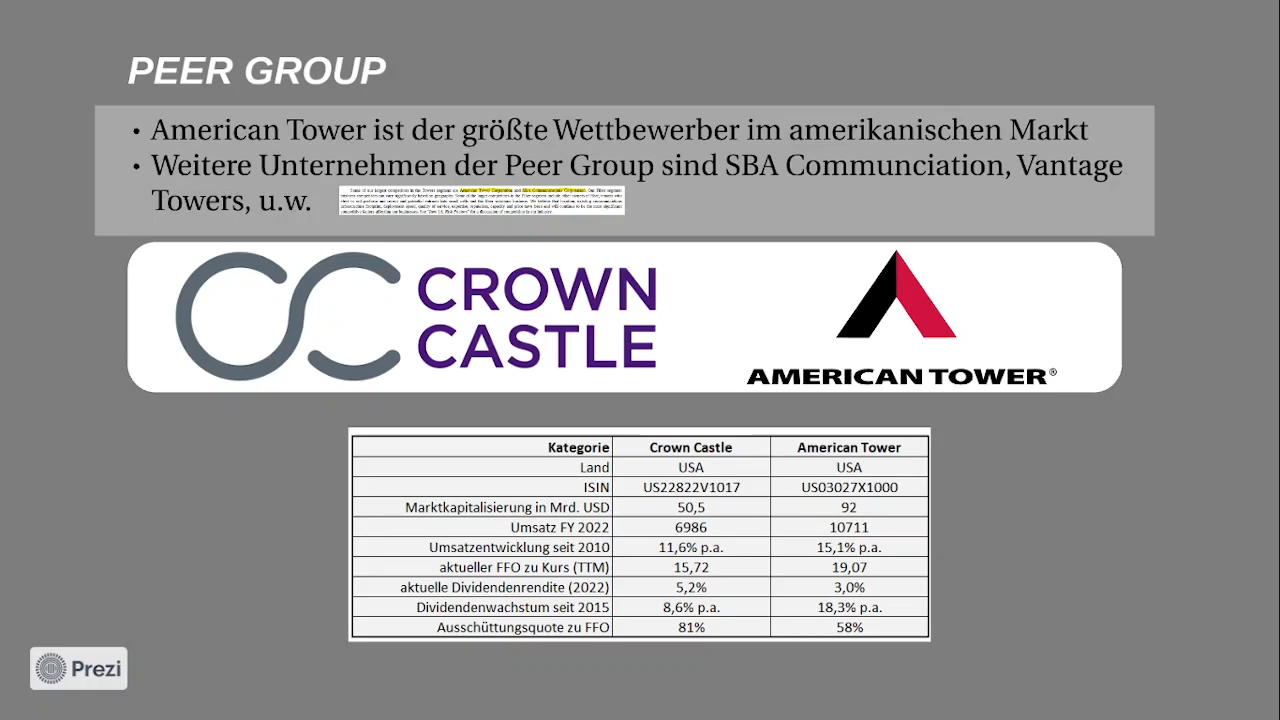 PEER GROUP
• American Tower ist der größte Wettbewerber im amerikanischen Markt
• Weitere Unternehmen der Peer Group sind SBA Communciation, Vantage
Towers, u.w.
CROWN
CASTLE
AMERICAN TOWER®
Kategorie Crown Castle American Tower
Land USA USA
ISIN US22822V1017 US03027X1000
Marktkapitalisierung in Mrd. USD 50,5 92
Umsatz FY 2022 6986 10711
Umsatzentwicklung seit 2010 11,6% p.a. 15,1% p.a.
aktueller FFO zu Kurs (TTM) 15,72 19,07
aktuelle Dividendenrendite (2022) 5,2% 3,0%
Dividendenwachstum seit 2015 8,6% p.a. 18,3% p.a.
Ausschüttungsquote zu FFO 81% 58%
Prezi